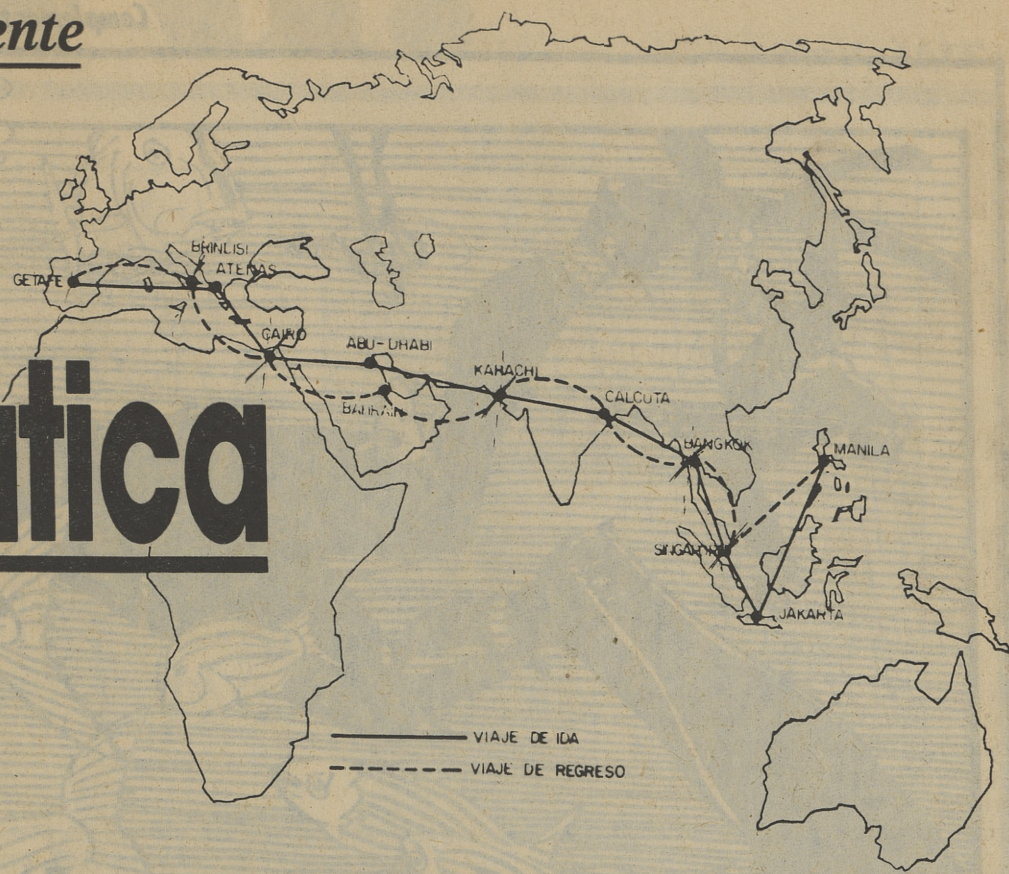 ente
BRINDISI
ATENAS
GETAFE
CAIRO
ABU-DHABI
KARACHI
BAHRAIN
CALCUTA
BANGKOK
MANILA
ática
SINGAPUR
JAKARTA
VIAJE DE IDA
VIAJE DE REGRESO